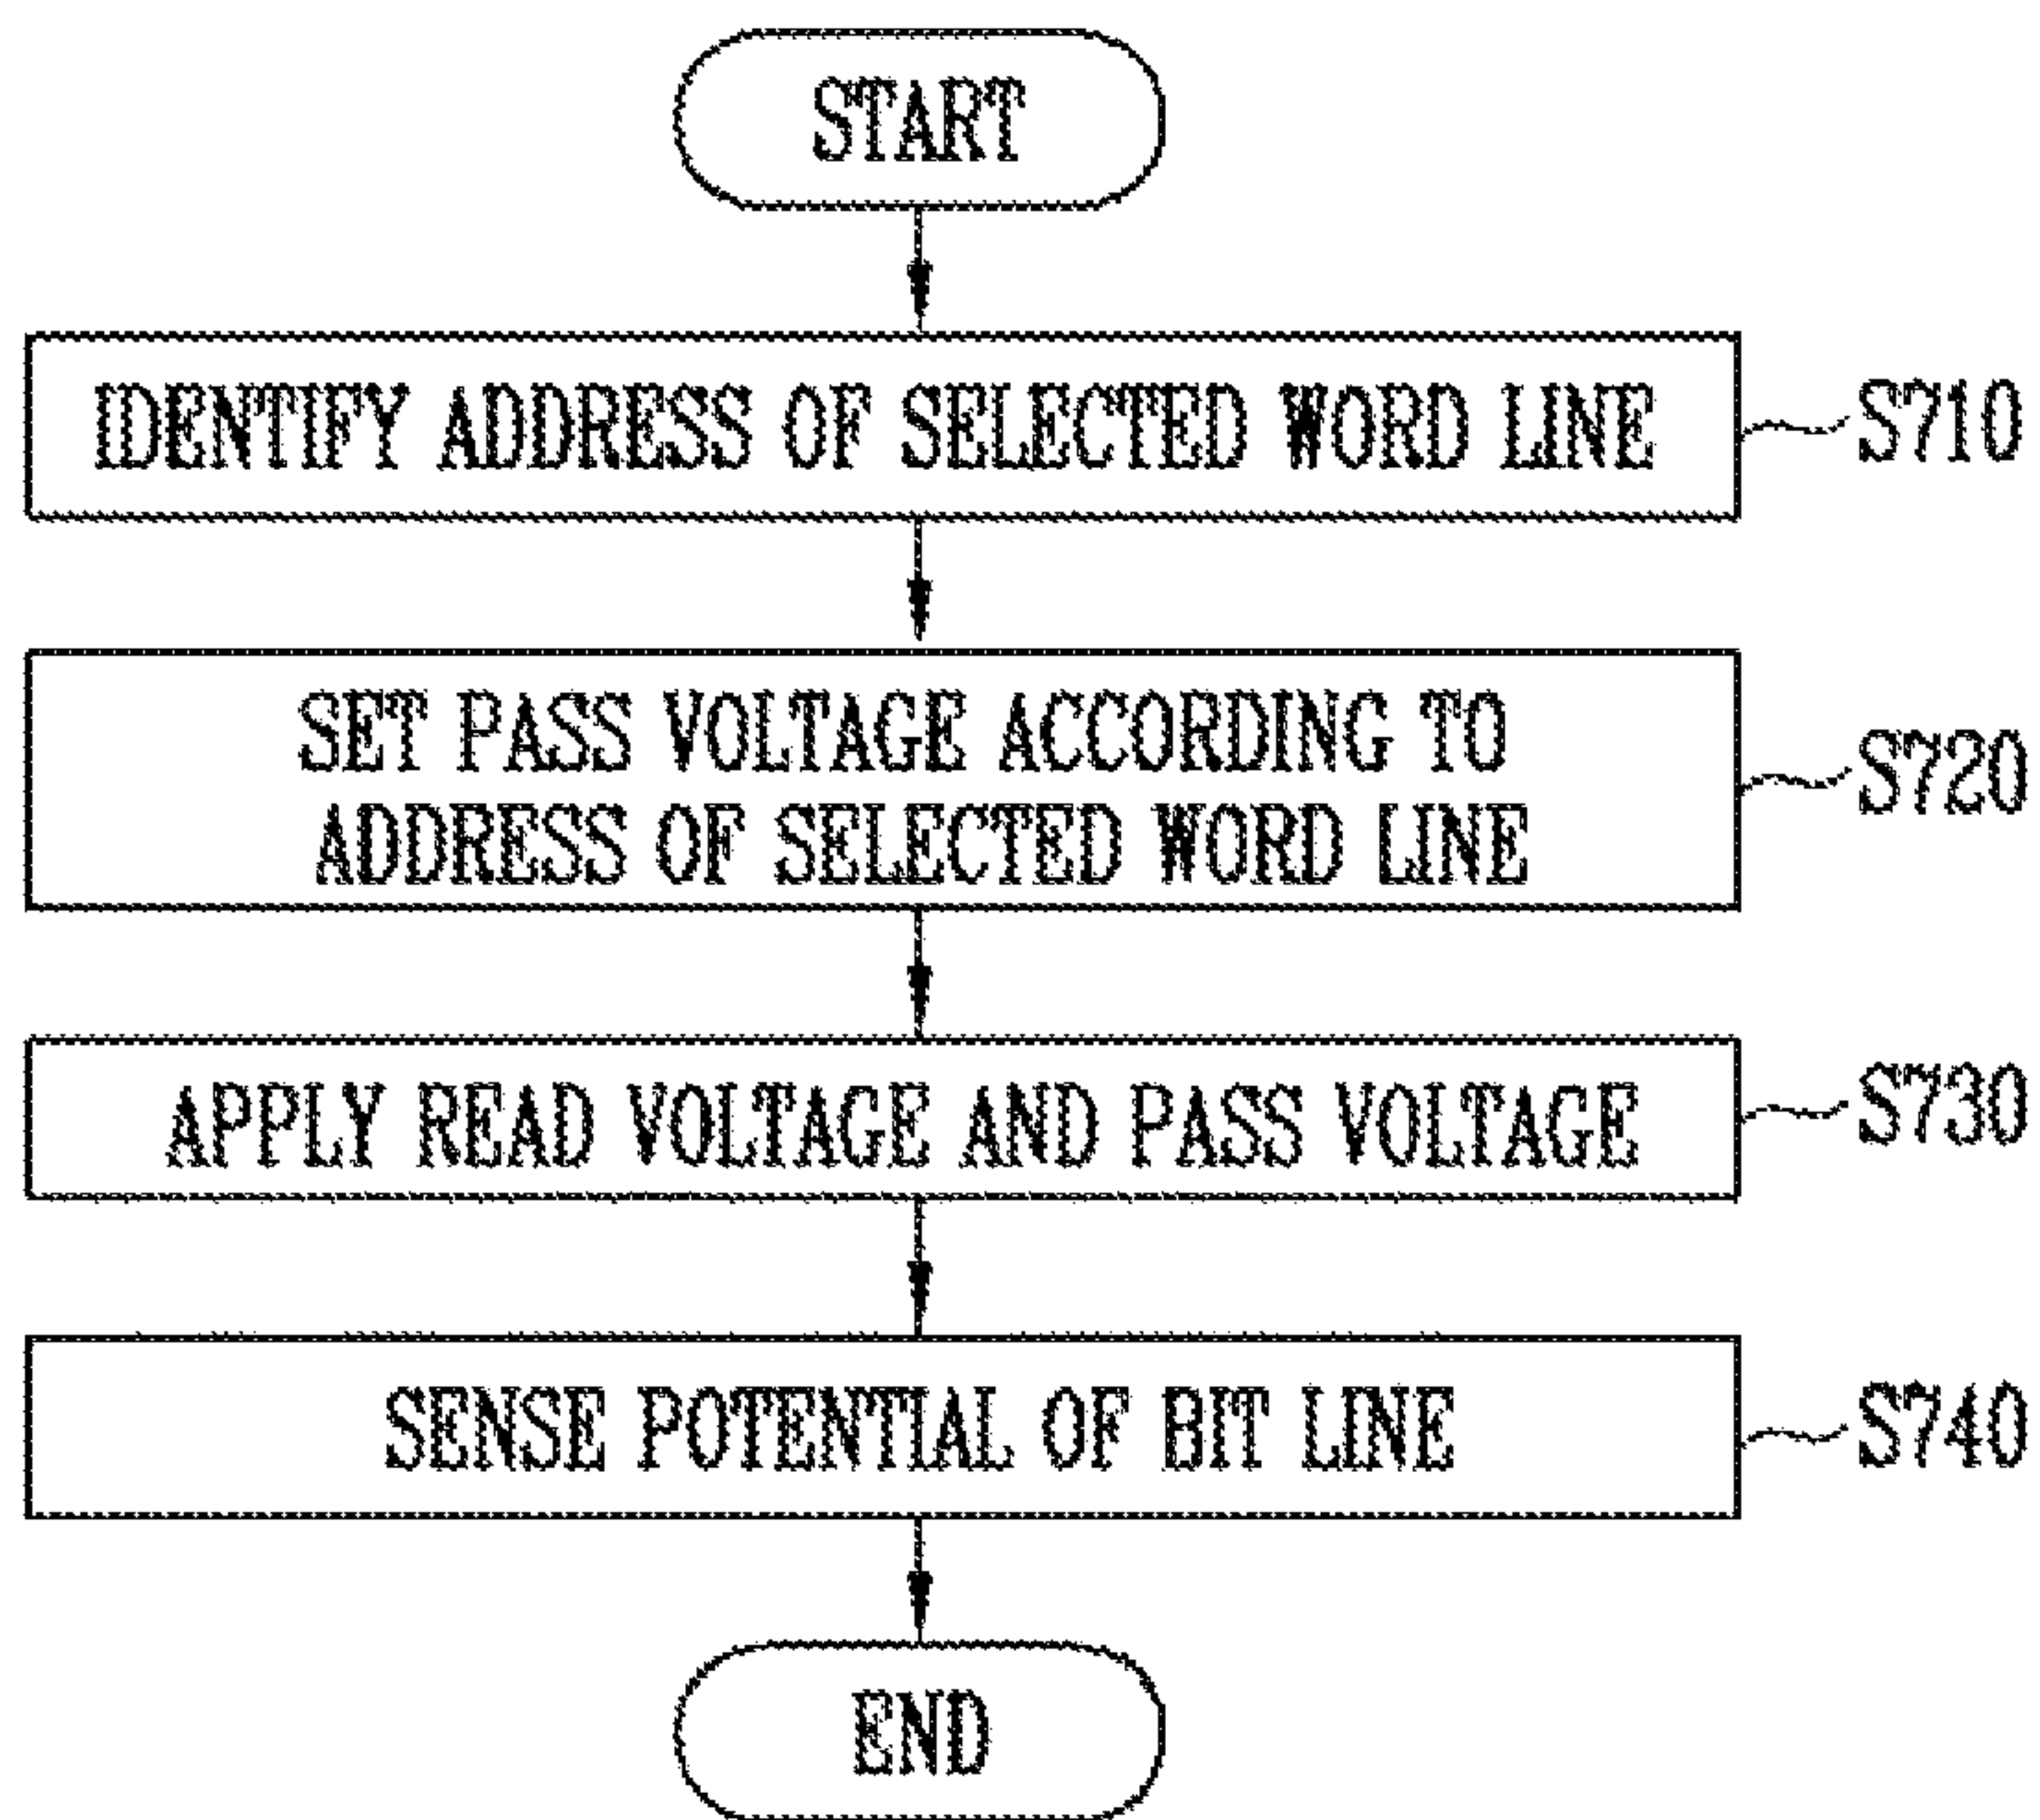 START
IDENTIFY ADDRESS OF SELECTED WORD LINE
S710
SET PASS VOLTAGE ACCORDING TO
ADDRESS OF SELECTED WORD LINE
S720
APPLY READ VOLTAGE AND PASS VOLTAGE
S730
SENSE POTENTIAL OF BIT LINE
S740
END